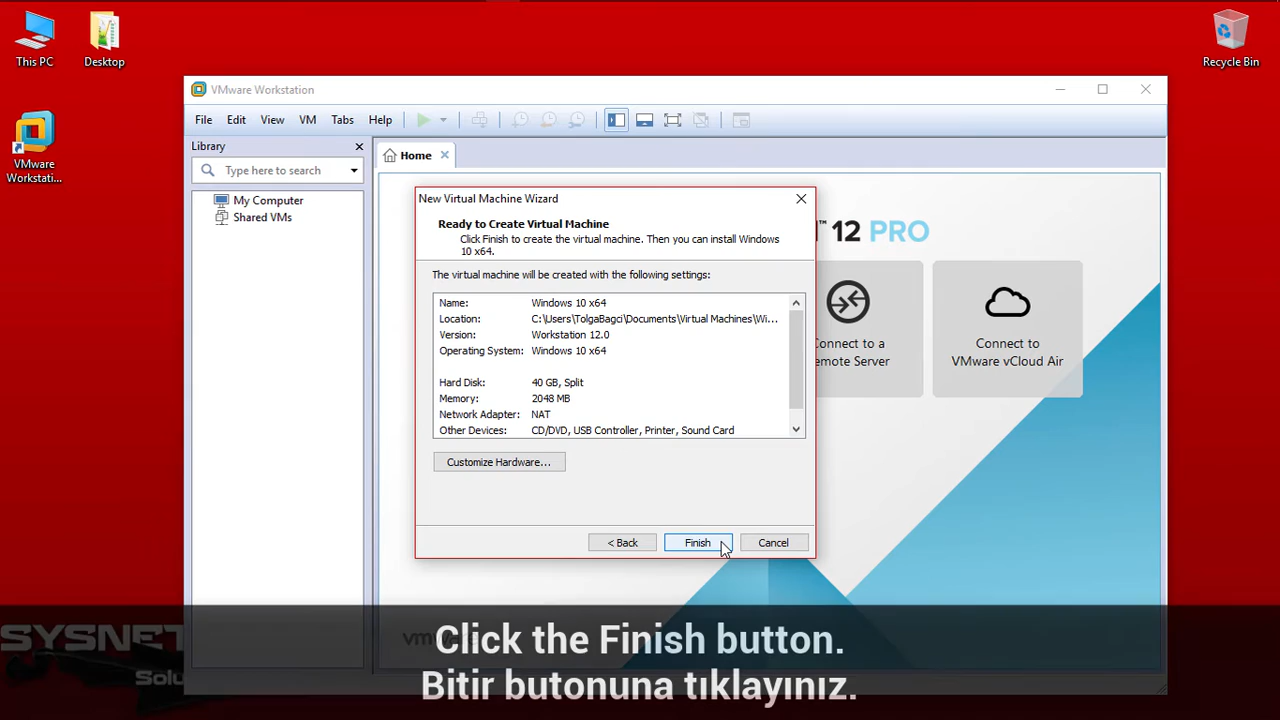 This PC
Desktop
Recycle Bin
VMware
Workstati...
VMware Workstation
File Edit View VM Tabs Help
Library
Type here to search
My Computer
Shared VMs
Home
12 PRO
Connect to a
emote Server
Connect to
VMware vCloud Air
New Virtual Machine Wizard
Ready to Create Virtual Machine
Click Finish to create the virtual machine. Then you can install Windows
10 x64.
The virtual machine will be created with the following settings:
Name: Windows 10 x64
Location: C:\Users\TolgaBagci\Documents\Virtual Machines\Wi...
Version: Workstation 12.0
Operating System: Windows 10 x64
Hard Disk: 40 GB, Split
Memory: 2048 MB
Network Adapter: NAT
Other Devices: CD/DVD, USB Controller, Printer, Sound Card
Customize Hardware...
< Back Finish Cancel
SYSNET
Solu
vmw
Click the Finish button.
Bitir butonuna tıklayınız.